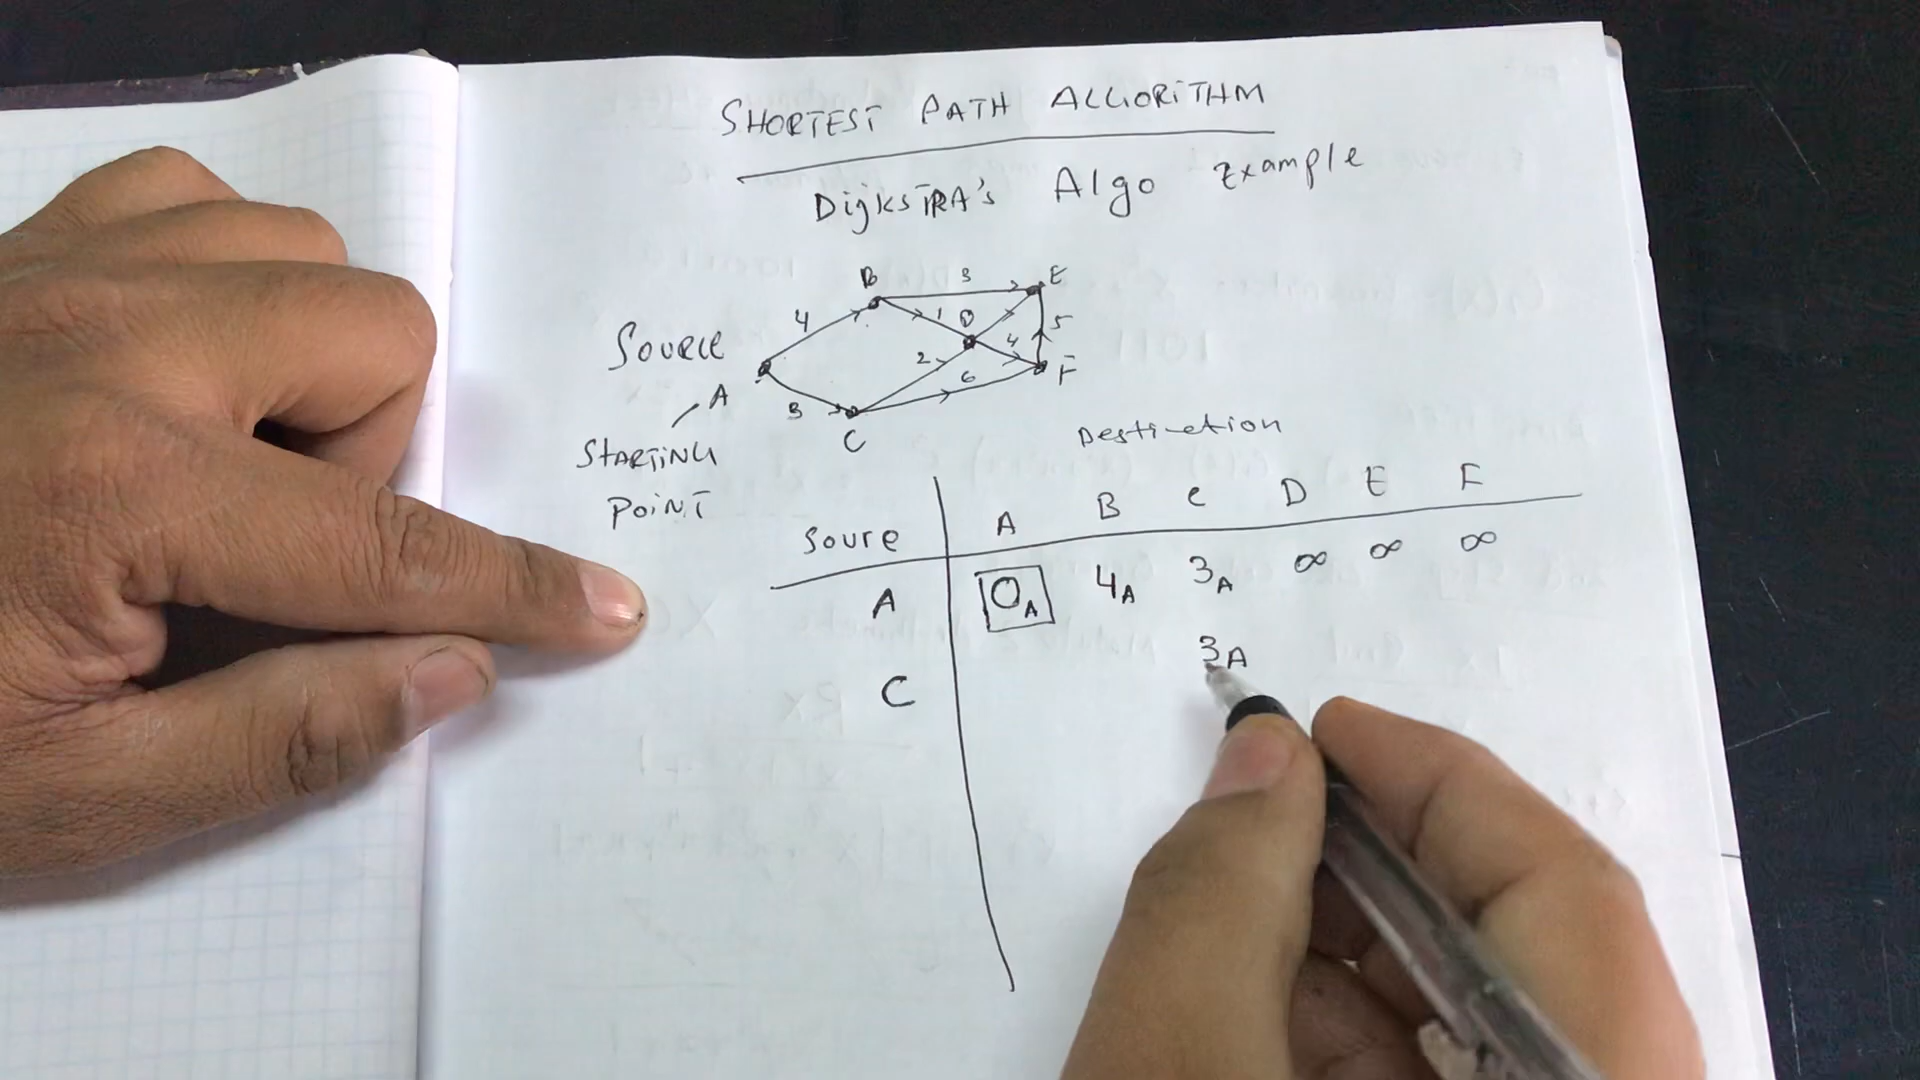 SHORTEST PATH ALGORITHM
DijkSTRA's Algo Example
B 3 E
4 1 D 5
Source 2 4
A 3 6 F
C
STARTING
POINT
Destination
Soure A B C D E F
A 0A 4A 3A ∞ ∞ ∞
C 3A